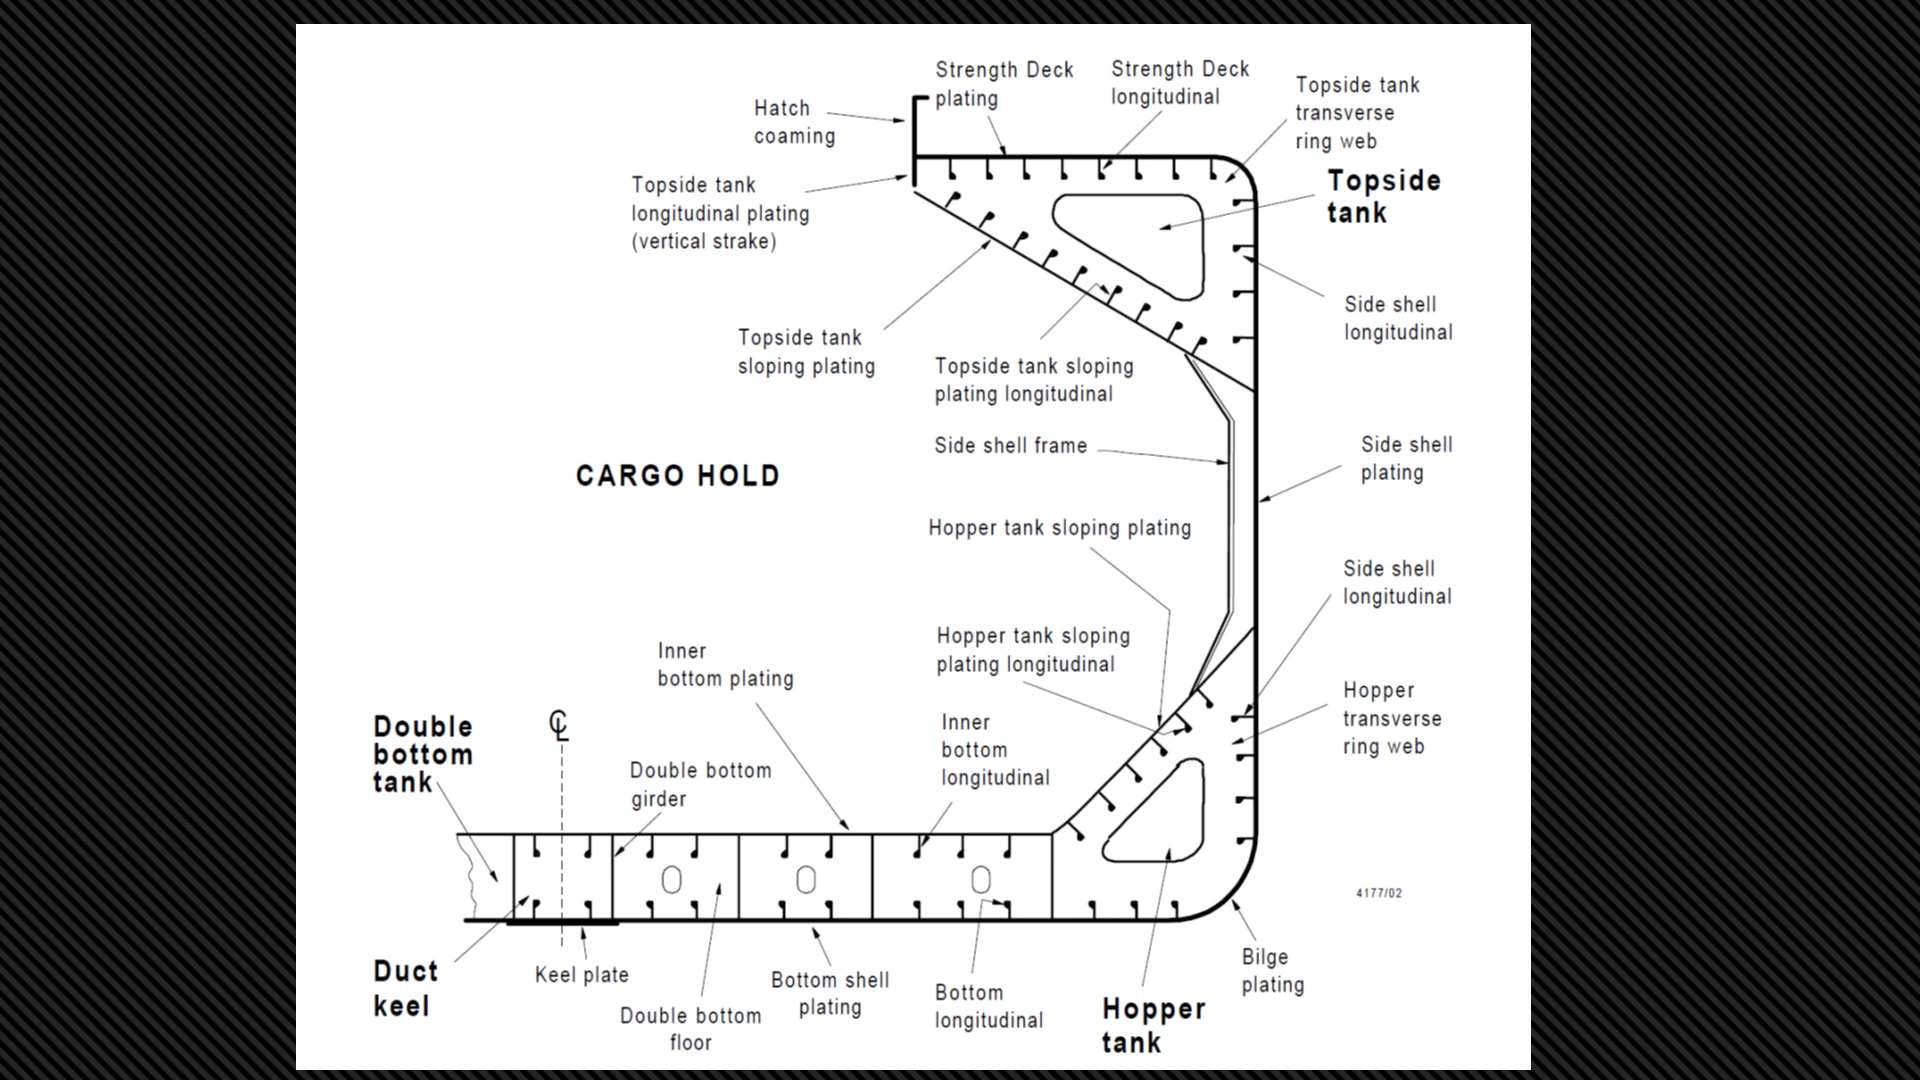 Strength Deck
plating
Strength Deck
longitudinal
Topside tank
transverse
ring web
Hatch
coaming
Topside
tank
Topside tank
longitudinal plating
(vertical strake)
Side shell
longitudinal
Topside tank
sloping plating
Topside tank sloping
plating longitudinal
Side shell frame
Side shell
plating
CARGO HOLD
Hopper tank sloping plating
Side shell
longitudinal
Hopper tank sloping
plating longitudinal
Inner
bottom plating
Hopper
transverse
ring web
Double
bottom
tank
CL
Inner
bottom
longitudinal
Double bottom
girder
4177/02
Duct
keel
Keel plate
Bottom shell
plating
Bilge
plating
Double bottom
floor
Bottom
longitudinal
Hopper
tank